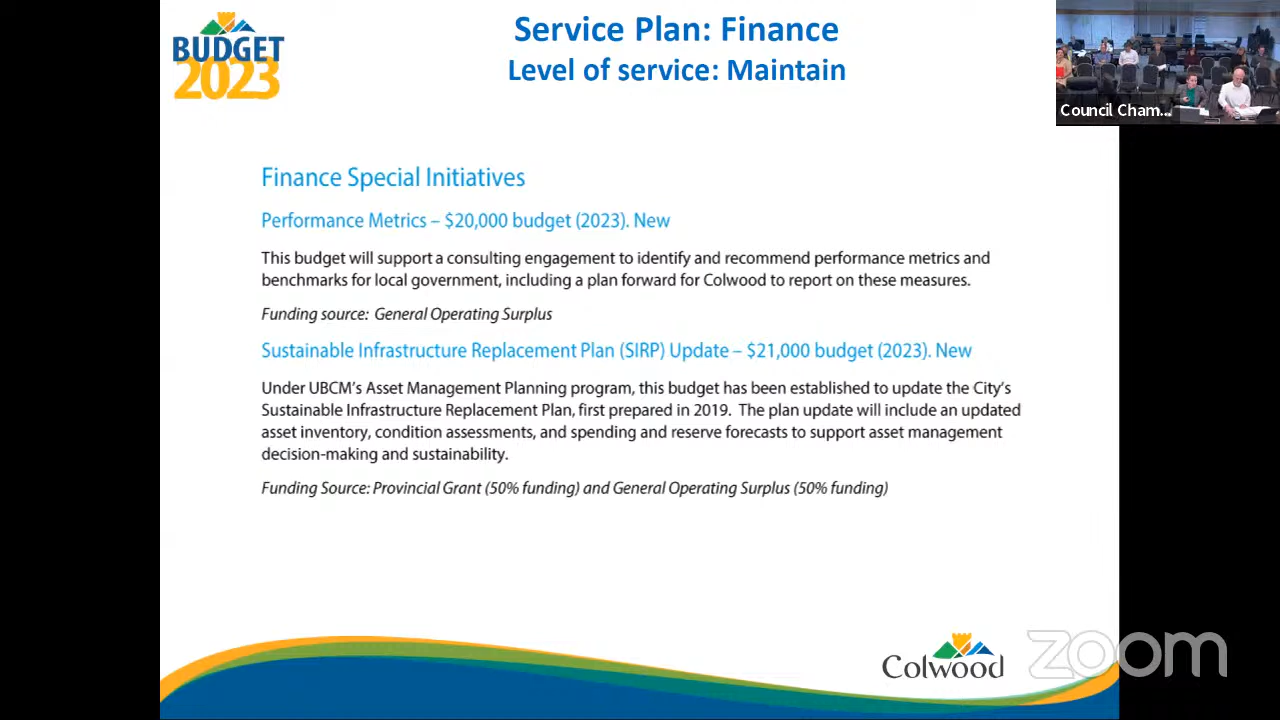 BUDGET
2023
Service Plan: Finance
Level of service: Maintain
Council Cham...
Finance Special Initiatives
Performance Metrics – $20,000 budget (2023). New
This budget will support a consulting engagement to identify and recommend performance metrics and
benchmarks for local government, including a plan forward for Colwood to report on these measures.
Funding source: General Operating Surplus
Sustainable Infrastructure Replacement Plan (SIRP) Update – $21,000 budget (2023). New
Under UBCM's Asset Management Planning program, this budget has been established to update the City's
Sustainable Infrastructure Replacement Plan, first prepared in 2019. The plan update will include an updated
asset inventory, condition assessments, and spending and reserve forecasts to support asset management
decision-making and sustainability.
Funding Source: Provincial Grant (50% funding) and General Operating Surplus (50% funding)
Colwood
zoom